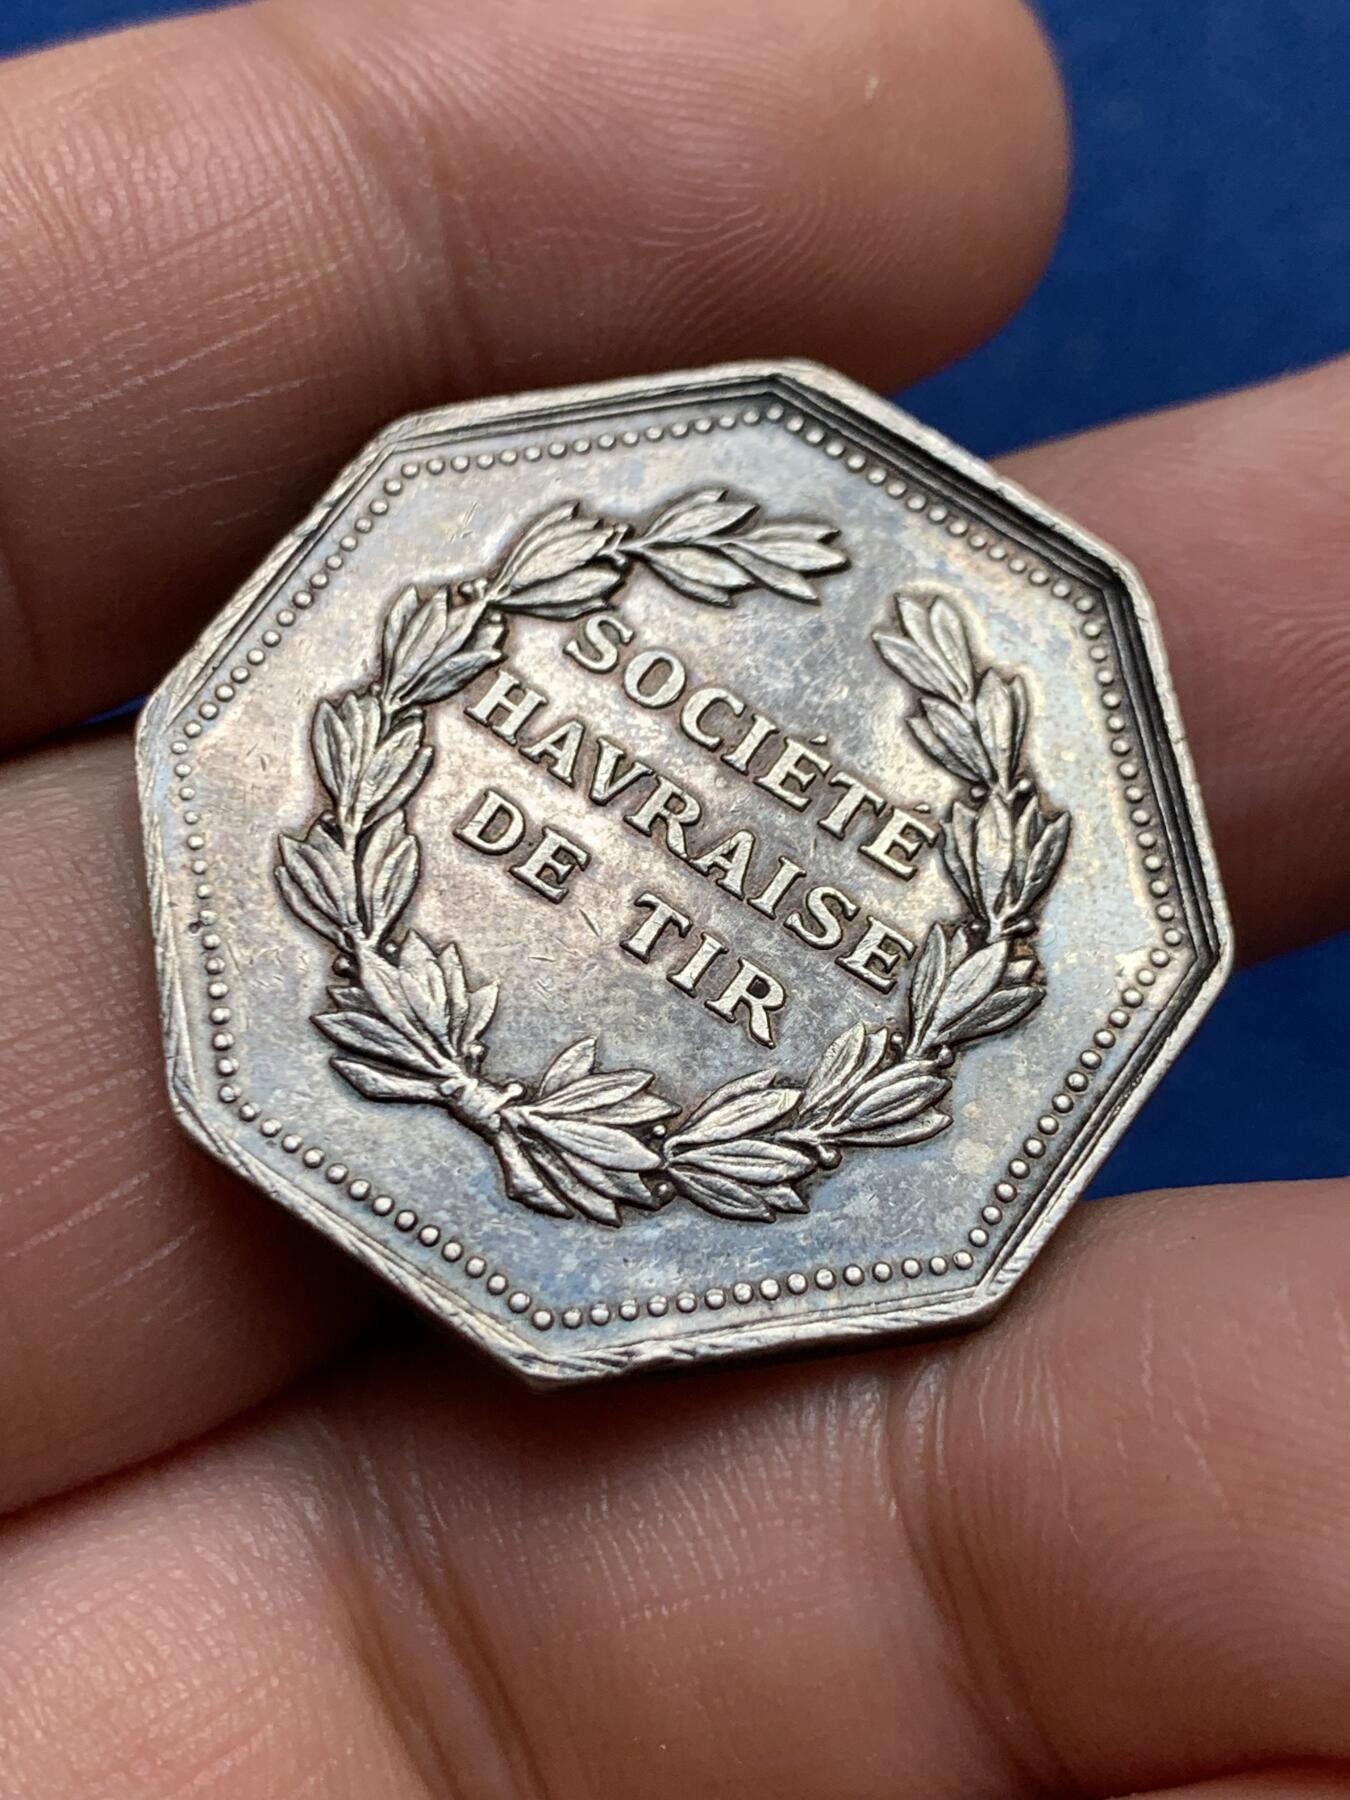 SOCIÉTÉ
HAVRAISE
DE TIR